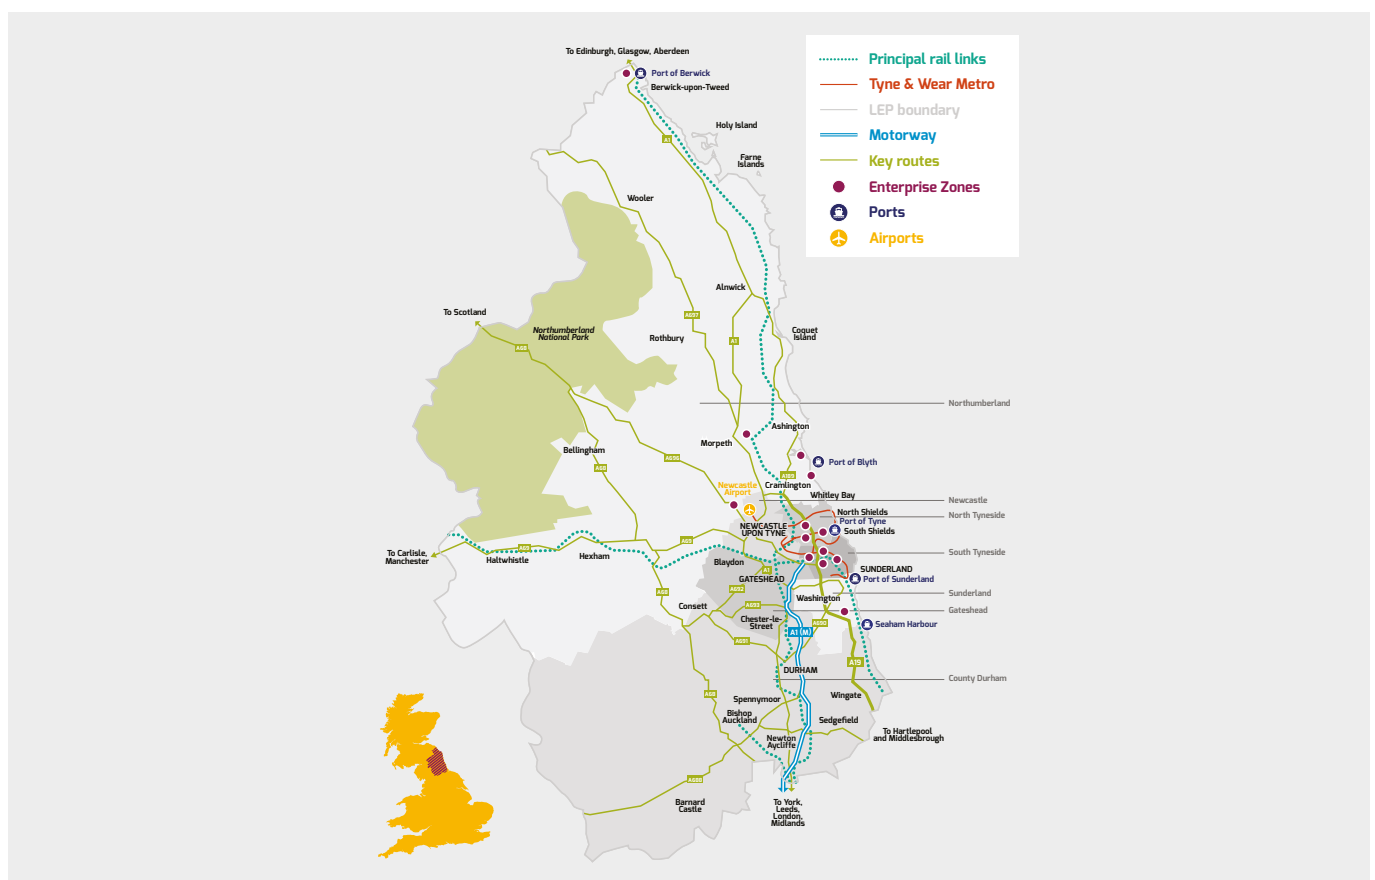 To Edinburgh, Glasgow, Aberdeen
Port of Berwick
Berwick-upon-Tweed
Principal rail links
Tyne & Wear Metro
LEP boundary
Motorway
Key routes
Enterprise Zones
Ports
Airports
A1
Holy Island
Farne
Islands
Wooler
Alnwick
To Scotland
A697
Northumberland
National Park
Rothbury
A1
Coquet
Island
A68
Northumberland
Ashington
Morpeth
Bellingham
A696
Port of Blyth
A68
A189
Newcastle
Airport
Cramlington
Whitley Bay
Newcastle
North Shields
North Tyneside
Port of Tyne
NEWCASTLE
UPON TYNE
South Shields
To Carlisle,
Manchester
A69
Haltwhistle
Hexham
A69
South Tyneside
Blaydon
A1
SUNDERLAND
GATESHEAD
Port of Sunderland
A68
A692
Washington
Sunderland
Consett
A693
Gateshead
Chester-le-
Street
A690
Seaham Harbour
A1(M)
A691
A19
DURHAM
County Durham
A68
Spennymoor
Wingate
Bishop
Auckland
Sedgefield
To Hartlepool
and Middlesbrough
Newton
Aycliffe
A688
Barnard
Castle
To York,
Leeds,
London,
Midlands